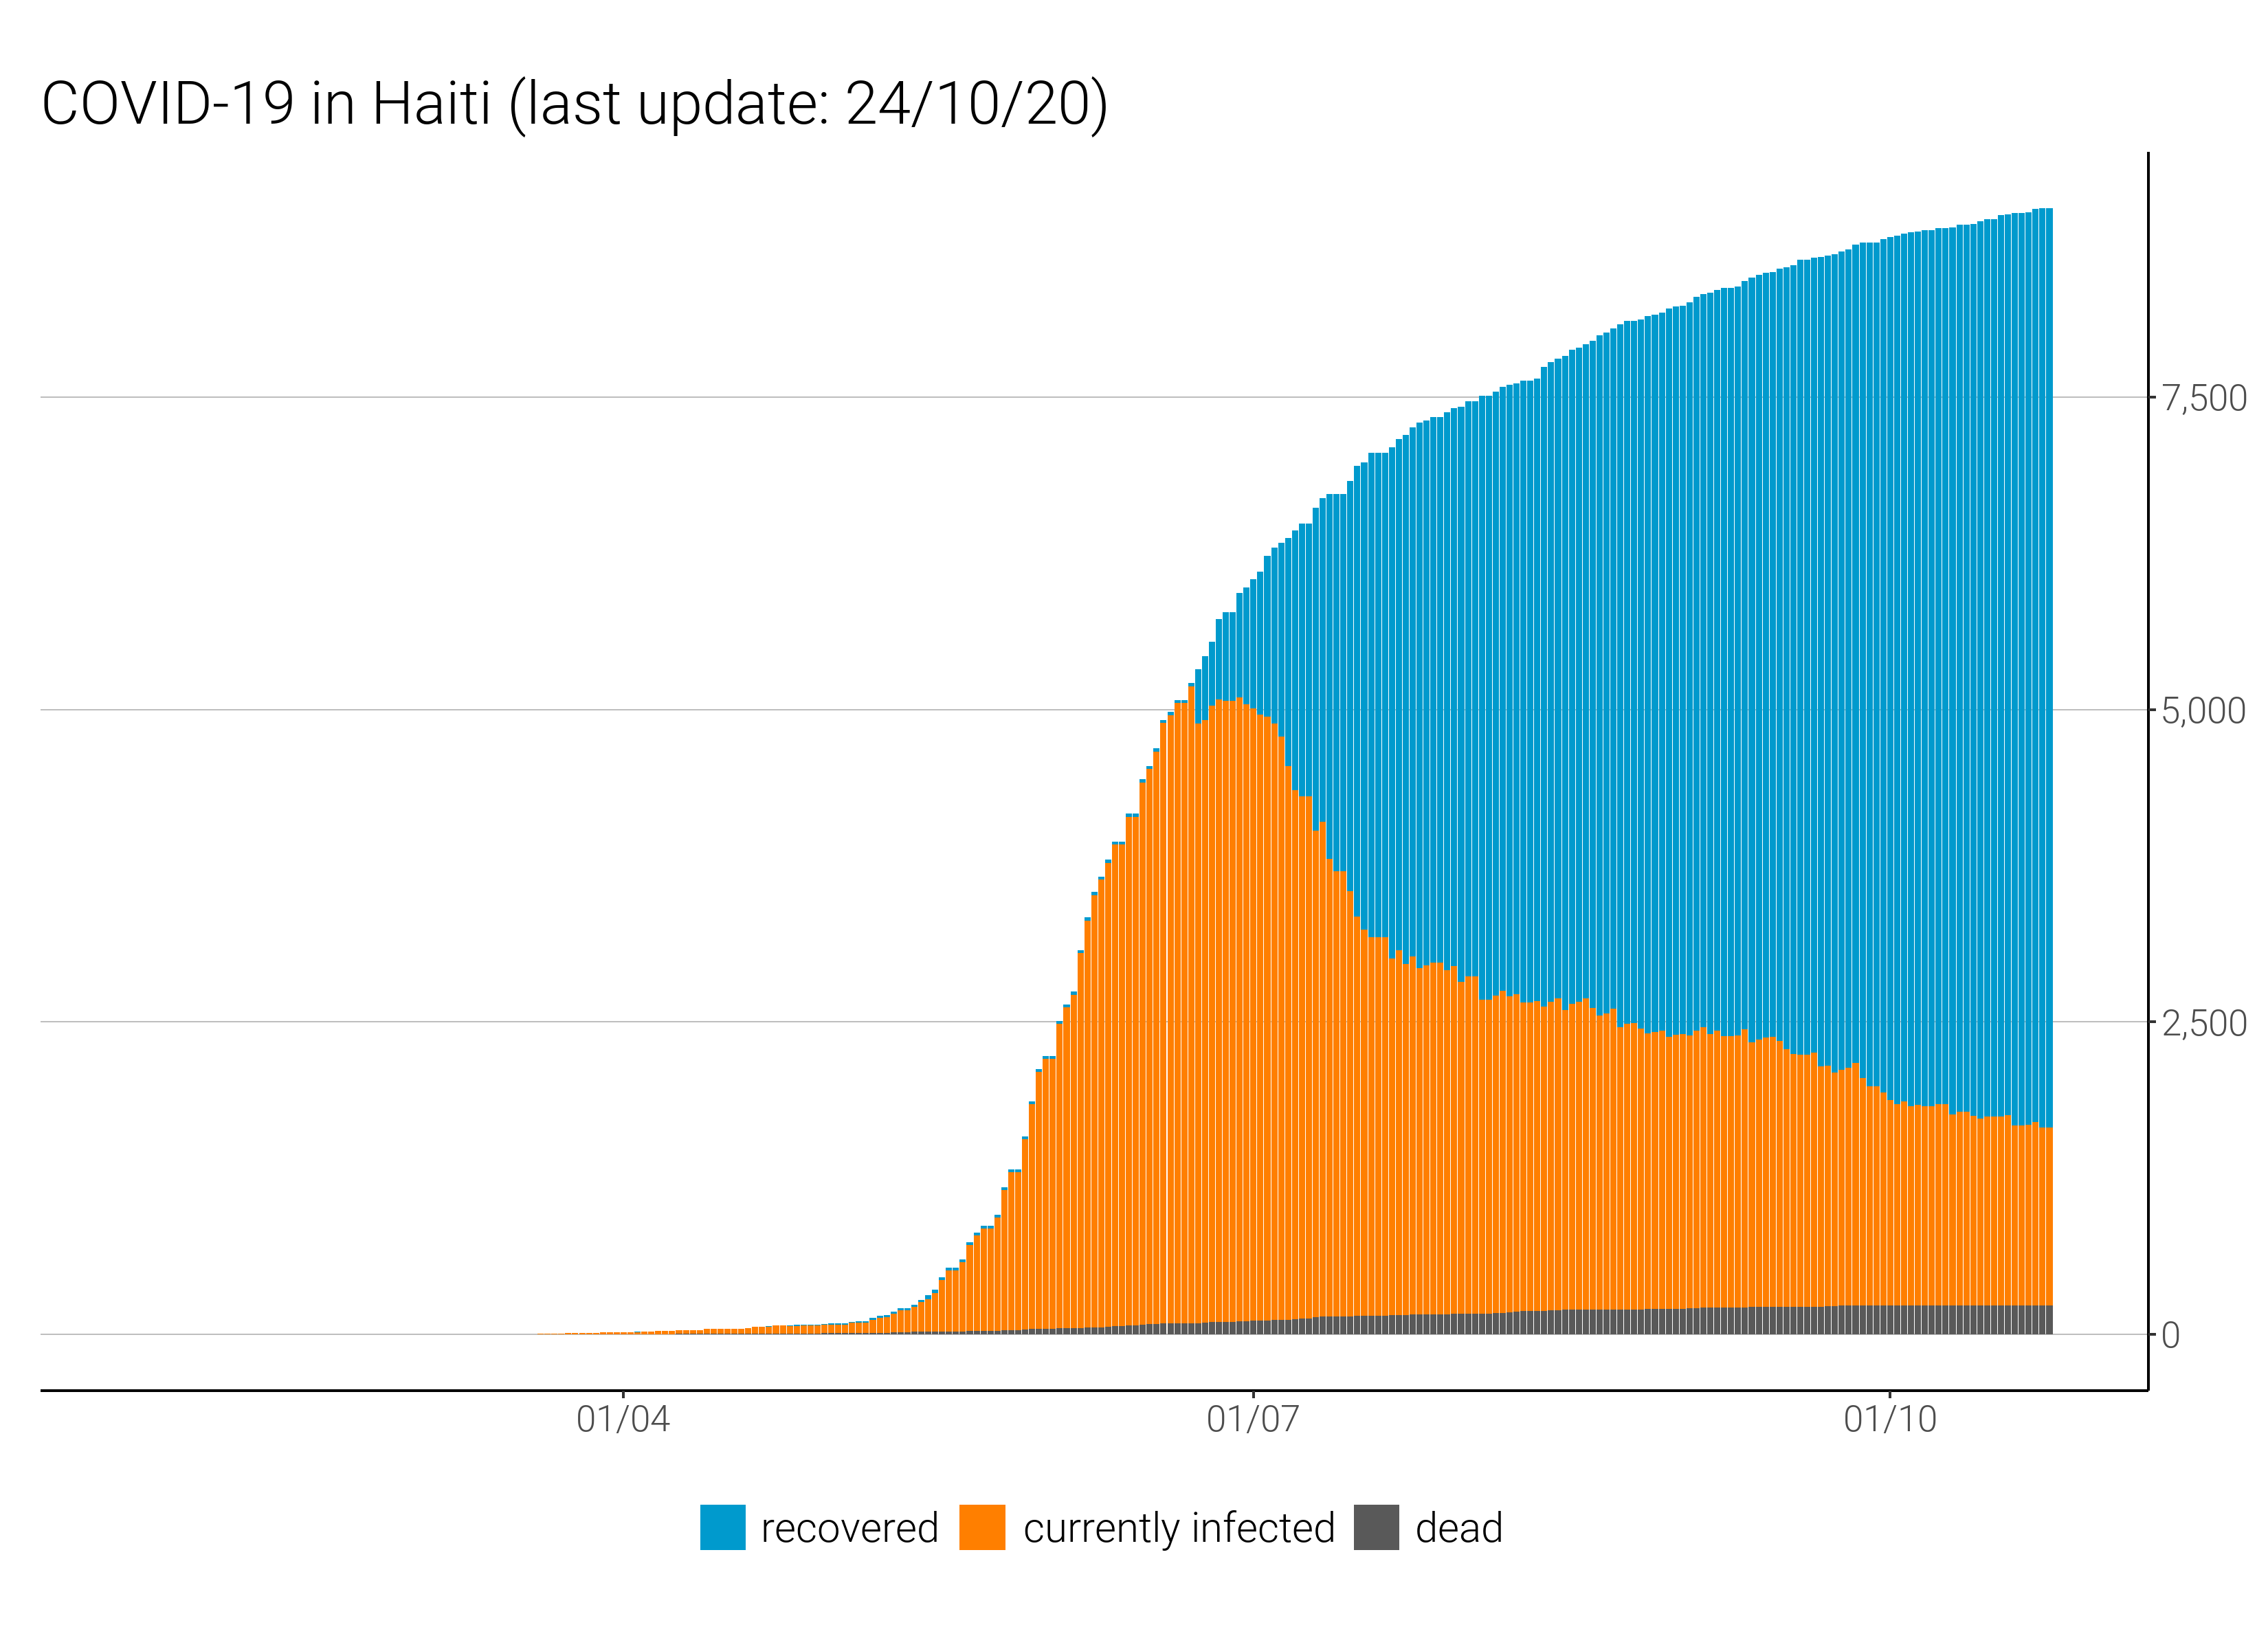 COVID-19 in Haiti (last update: 24/10/20)
7,500
5,000
2,500
0
01/04 01/07 01/10
recovered currently infected dead